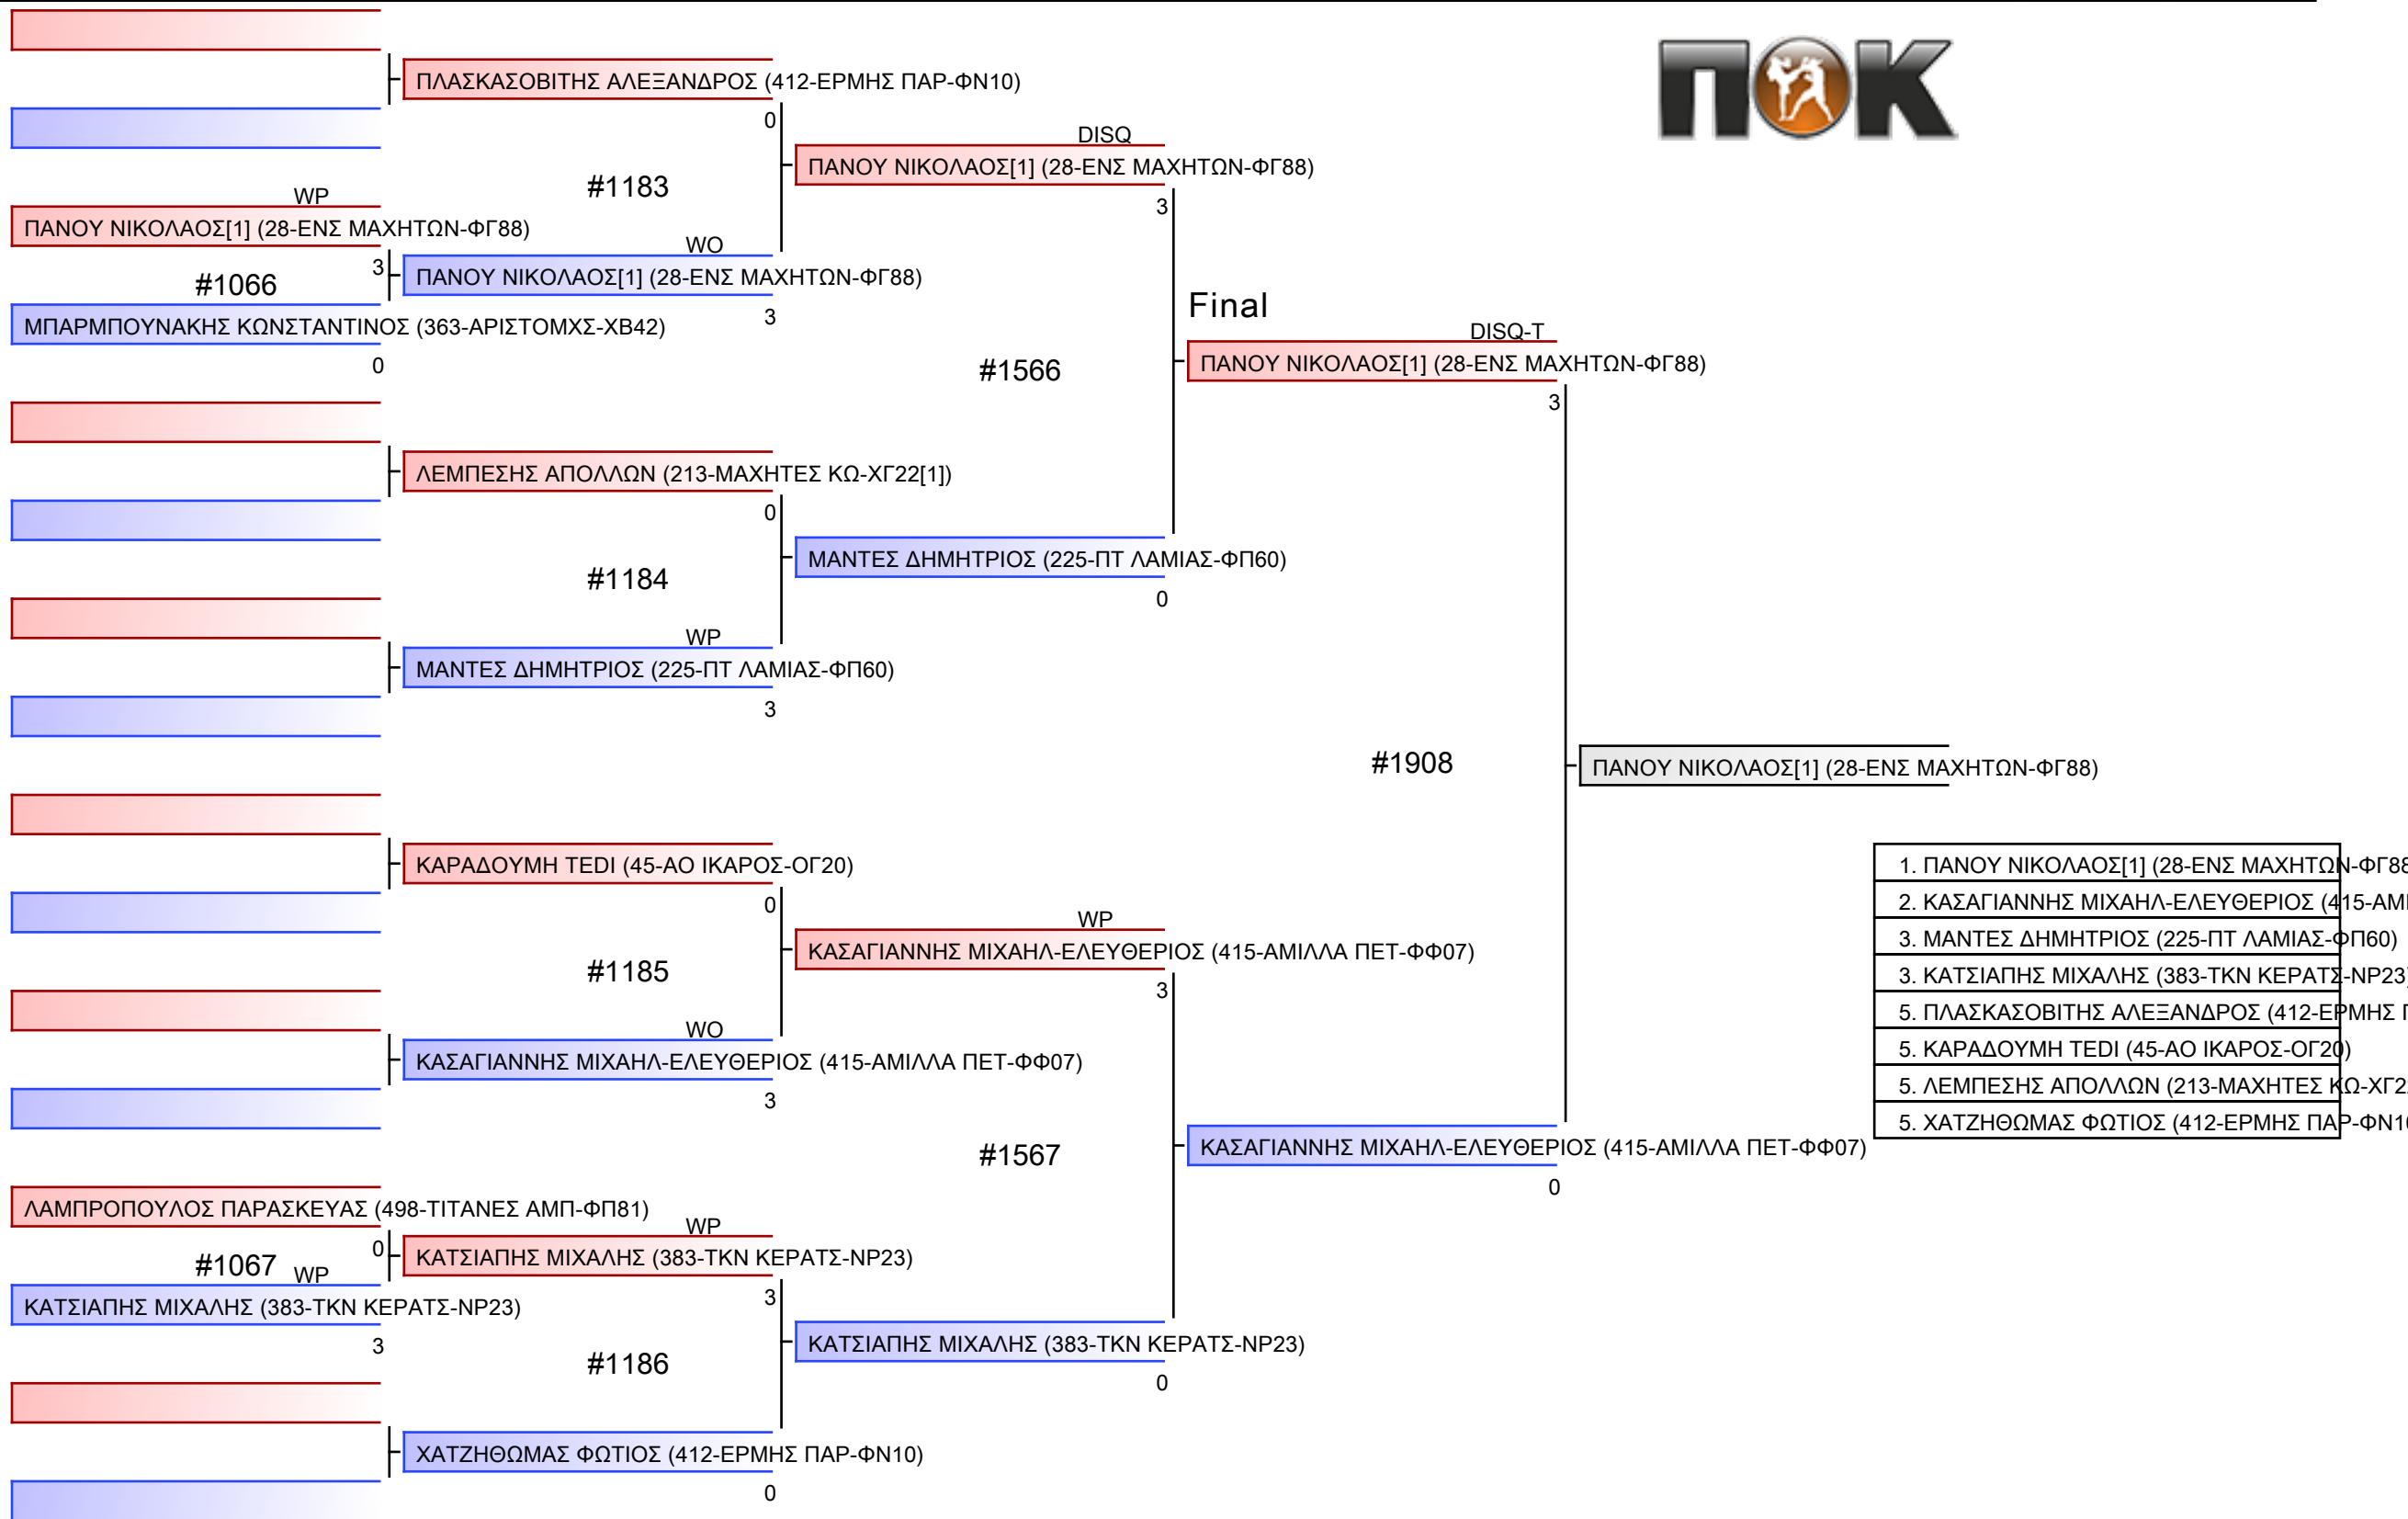 ΠΟΚ
ΠΛΑΣΚΑΣΟΒΙΤΗΣ ΑΛΕΞΑΝΔΡΟΣ (412-ΕΡΜΗΣ ΠΑΡ-ΦΝ10)
0
DISQ
ΠΑΝΟΥ ΝΙΚΟΛΑΟΣ[1] (28-ΕΝΣ ΜΑΧΗΤΩΝ-ΦΓ88)
3
#1183
WP
ΠΑΝΟΥ ΝΙΚΟΛΑΟΣ[1] (28-ΕΝΣ ΜΑΧΗΤΩΝ-ΦΓ88)
3
#1066
WO
ΠΑΝΟΥ ΝΙΚΟΛΑΟΣ[1] (28-ΕΝΣ ΜΑΧΗΤΩΝ-ΦΓ88)
3
ΜΠΑΡΜΠΟΥΝΑΚΗΣ ΚΩΝΣΤΑΝΤΙΝΟΣ (363-ΑΡΙΣΤΟΜΧΣ-ΧΒ42)
0
Final
DISQ-T
ΠΑΝΟΥ ΝΙΚΟΛΑΟΣ[1] (28-ΕΝΣ ΜΑΧΗΤΩΝ-ΦΓ88)
3
#1566
ΛΕΜΠΕΣΗΣ ΑΠΟΛΛΩΝ (213-ΜΑΧΗΤΕΣ ΚΩ-ΧΓ22[1])
0
ΜΑΝΤΕΣ ΔΗΜΗΤΡΙΟΣ (225-ΠΤ ΛΑΜΙΑΣ-ΦΠ60)
0
#1184
WP
ΜΑΝΤΕΣ ΔΗΜΗΤΡΙΟΣ (225-ΠΤ ΛΑΜΙΑΣ-ΦΠ60)
3
#1908
ΠΑΝΟΥ ΝΙΚΟΛΑΟΣ[1] (28-ΕΝΣ ΜΑΧΗΤΩΝ-ΦΓ88)
ΚΑΡΑΔΟΥΜΗ TEDI (45-ΑΟ ΙΚΑΡΟΣ-ΟΓ20)
0
WP
ΚΑΣΑΓΙΑΝΝΗΣ ΜΙΧΑΗΛ-ΕΛΕΥΘΕΡΙΟΣ (415-ΑΜΙΛΛΑ ΠΕΤ-ΦΦ07)
3
#1185
WO
ΚΑΣΑΓΙΑΝΝΗΣ ΜΙΧΑΗΛ-ΕΛΕΥΘΕΡΙΟΣ (415-ΑΜΙΛΛΑ ΠΕΤ-ΦΦ07)
3
#1567
ΚΑΣΑΓΙΑΝΝΗΣ ΜΙΧΑΗΛ-ΕΛΕΥΘΕΡΙΟΣ (415-ΑΜΙΛΛΑ ΠΕΤ-ΦΦ07)
0
ΛΑΜΠΡΟΠΟΥΛΟΣ ΠΑΡΑΣΚΕΥΑΣ (498-ΤΙΤΑΝΕΣ ΑΜΠ-ΦΠ81)
0
#1067
WP
ΚΑΤΣΙΑΠΗΣ ΜΙΧΑΛΗΣ (383-ΤΚΝ ΚΕΡΑΤΣ-ΝΡ23)
3
WP
ΚΑΤΣΙΑΠΗΣ ΜΙΧΑΛΗΣ (383-ΤΚΝ ΚΕΡΑΤΣ-ΝΡ23)
3
#1186
ΚΑΤΣΙΑΠΗΣ ΜΙΧΑΛΗΣ (383-ΤΚΝ ΚΕΡΑΤΣ-ΝΡ23)
0
ΧΑΤΖΗΘΩΜΑΣ ΦΩΤΙΟΣ (412-ΕΡΜΗΣ ΠΑΡ-ΦΝ10)
0
1. ΠΑΝΟΥ ΝΙΚΟΛΑΟΣ[1] (28-ΕΝΣ ΜΑΧΗΤΩΝ-ΦΓ88
2. ΚΑΣΑΓΙΑΝΝΗΣ ΜΙΧΑΗΛ-ΕΛΕΥΘΕΡΙΟΣ (415-ΑΜΙ
3. ΜΑΝΤΕΣ ΔΗΜΗΤΡΙΟΣ (225-ΠΤ ΛΑΜΙΑΣ-ΦΠ60)
3. ΚΑΤΣΙΑΠΗΣ ΜΙΧΑΛΗΣ (383-ΤΚΝ ΚΕΡΑΤΣ-ΝΡ23)
5. ΠΛΑΣΚΑΣΟΒΙΤΗΣ ΑΛΕΞΑΝΔΡΟΣ (412-ΕΡΜΗΣ Π
5. ΚΑΡΑΔΟΥΜΗ TEDI (45-ΑΟ ΙΚΑΡΟΣ-ΟΓ20)
5. ΛΕΜΠΕΣΗΣ ΑΠΟΛΛΩΝ (213-ΜΑΧΗΤΕΣ ΚΩ-ΧΓ2
5. ΧΑΤΖΗΘΩΜΑΣ ΦΩΤΙΟΣ (412-ΕΡΜΗΣ ΠΑΡ-ΦΝ10